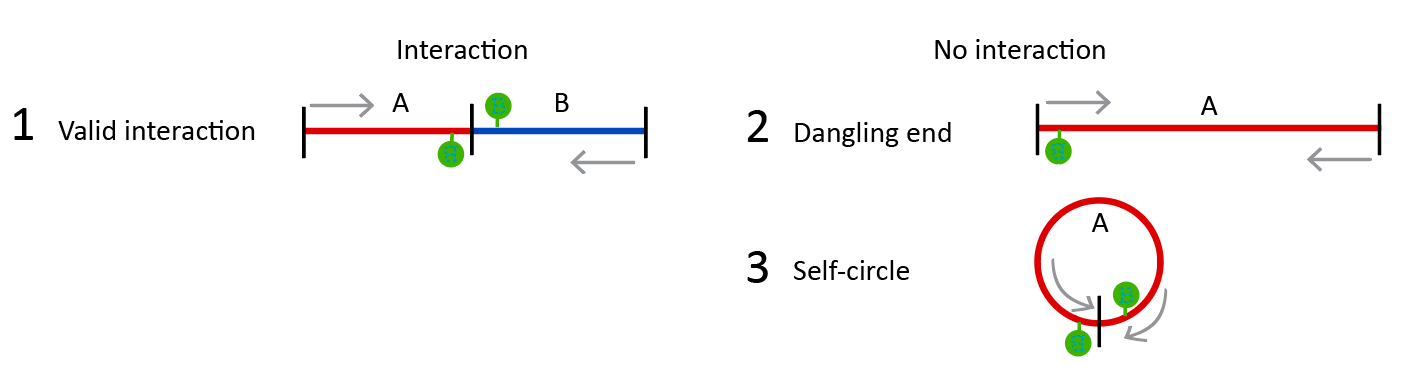 Interaction
No interaction
1 Valid interaction
A
B
2 Dangling end
A
3 Self-circle
A